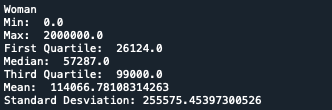 Woman
Min:  0.0
Max:  2000000.0
First Quartile:  26124.0
Median:  57287.0
Third Quartile:  99000.0
Mean:  114066.78108314263
Standard Desviation: 255575.45397300526